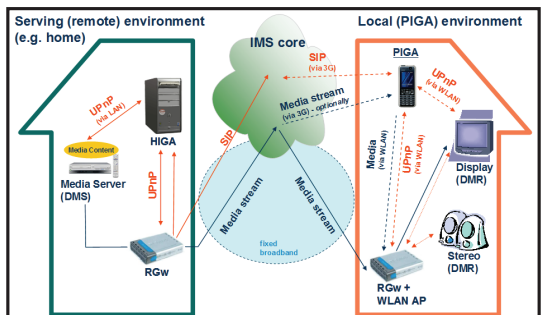 Serving (remote) environment
(e.g. home)
IMS core
Local (PIGA) environment
SIP
(via 3G)
PIGA
UPnP
(via LAN)
HIGA
Media Content
Media Server
(DMS)
UPnP
SIP
Media stream
(via 3G) - optionally
UPnP
(via WLAN)
Media
(via WLAN)
UPnP
(via WLAN)
Display
(DMR)
Media stream
Media stream
fixed
broadband
RGw
Stereo
(DMR)
RGw +
WLAN AP